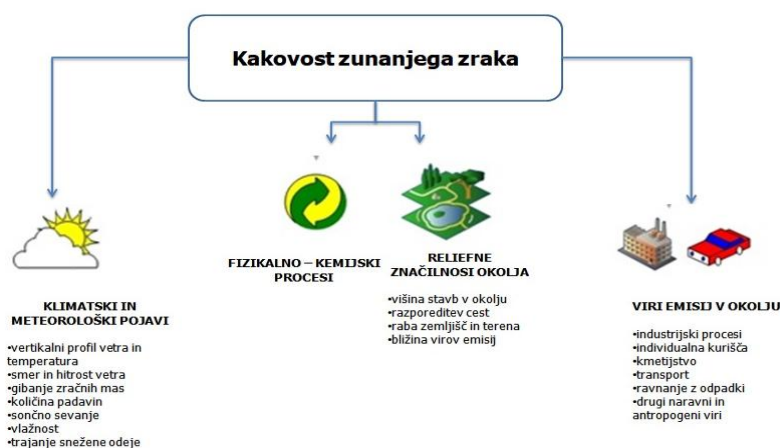 Kakovost zunanjega zraka
KLIMATSKI IN
METEOROLOŠKI POJAVI
•vertikalni profil vetra in
temperatura
•smer in hitrost vetra
•gibanje zračnih mas
•količina padavin
•sončno sevanje
•vlažnost
•trajanje snežene odeje
FIZIKALNO – KEMIJSKI
PROCESI
RELIEFNE
ZNAČILNOSI OKOLJA
•višina stavb v okolju
•razporeditev cest
•raba zemljišč in terena
•bližina virov emisij
VIRI EMISIJ V OKOLJU
•industrijski procesi
•individualna kurišča
•kmetijstvo
•transport
•ravnanje z odpadki
•drugi naravni in
antropogeni viri